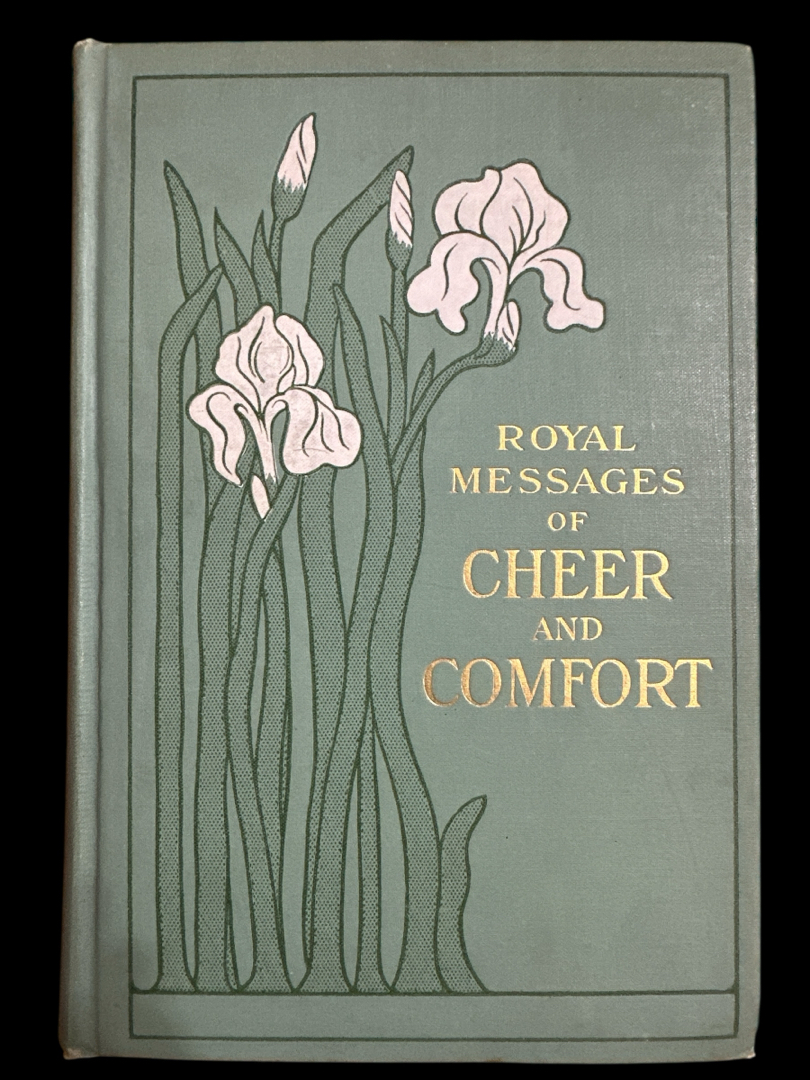 ROYAL
MESSAGES
OF
CHEER
AND
COMFORT